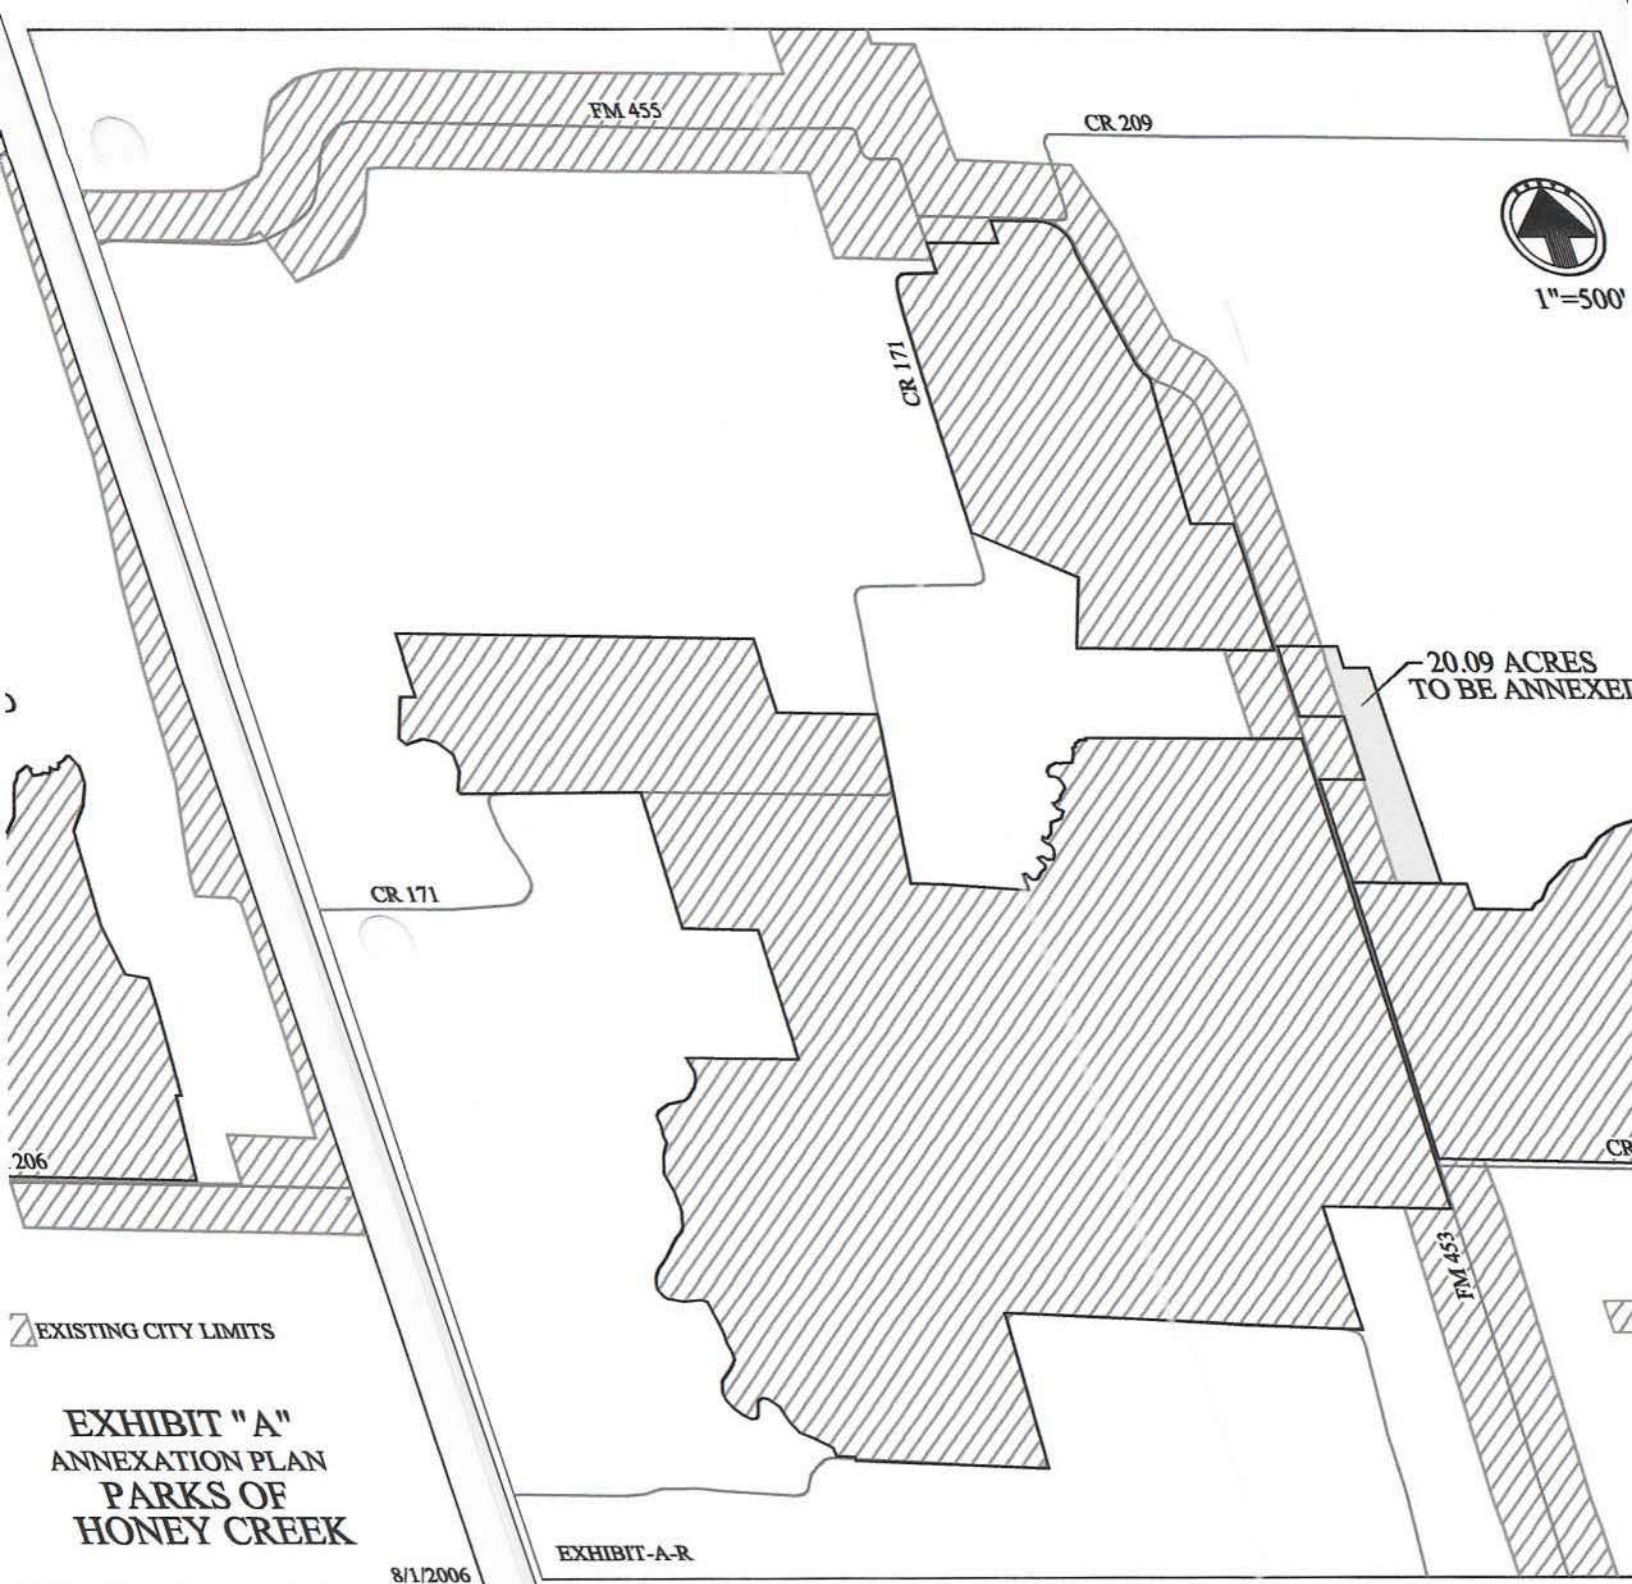 FM 455
CR 209
NORTH
1"=500'
CR 171
20.09 ACRES
TO BE ANNEXED
CR 171
206
CR
FM 453
EXISTING CITY LIMITS
EXHIBIT "A"
ANNEXATION PLAN
PARKS OF
HONEY CREEK
EXHIBIT-A-R
8/1/2006